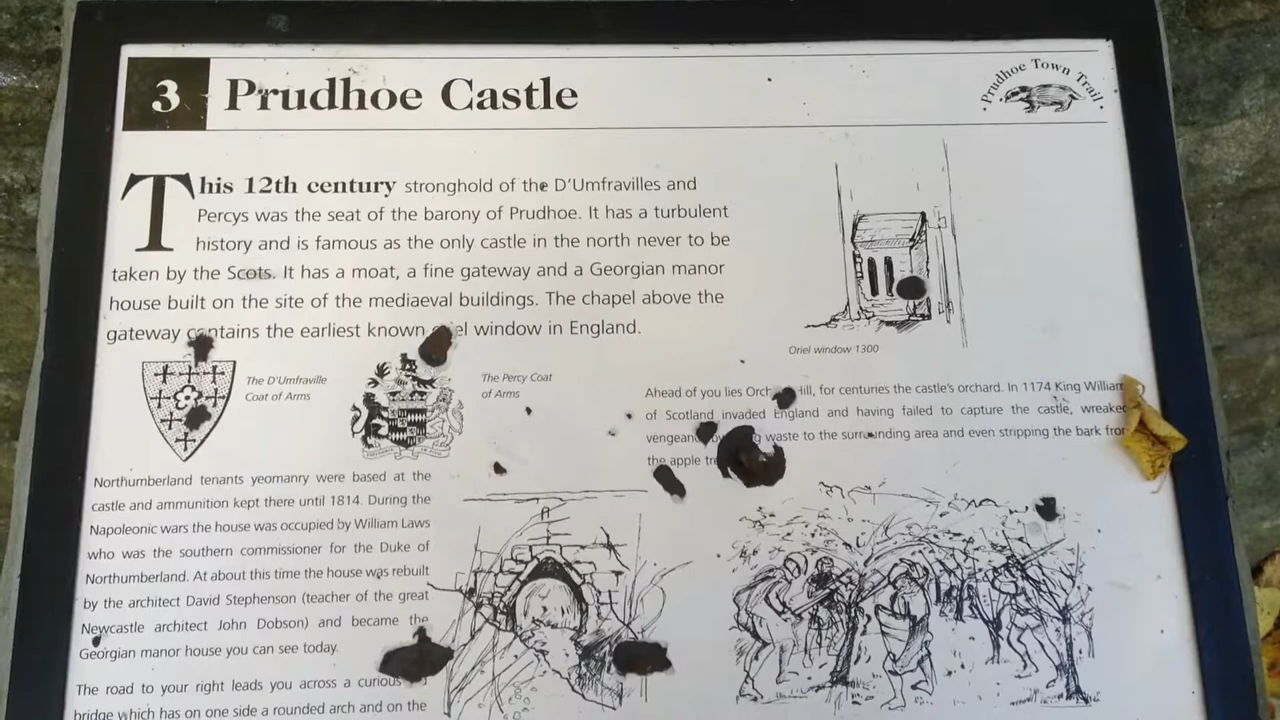 3 Prudhoe Castle
Prudhoe Town Trail
This 12th century stronghold of the D'Umfravilles and
Percys was the seat of the barony of Prudhoe. It has a turbulent
history and is famous as the only castle in the north never to be
taken by the Scots. It has a moat, a fine gateway and a Georgian manor
house built on the site of the mediaeval buildings. The chapel above the
gateway contains the earliest known oriel window in England.
Oriel window 1300
The D'Umfraville
Coat of Arms
The Percy Coat
of Arms
Ahead of you lies Orchard Hill, for centuries the castle's orchard. In 1174 King William
of Scotland invaded England and having failed to capture the castle, wreaked
vengeance by waste to the surrounding area and even stripping the bark from
the apple
Northumberland tenants yeomanry were based at the
castle and ammunition kept there until 1814. During the
Napoleonic wars the house was occupied by William Laws
who was the southern commissioner for the Duke of
Northumberland. At about this time the house was rebuilt
by the architect David Stephenson (teacher of the great
Newcastle architect John Dobson) and became the
Georgian manor house you can see today.
The road to your right leads you across a curious
bridge which has on one side a rounded arch and on the